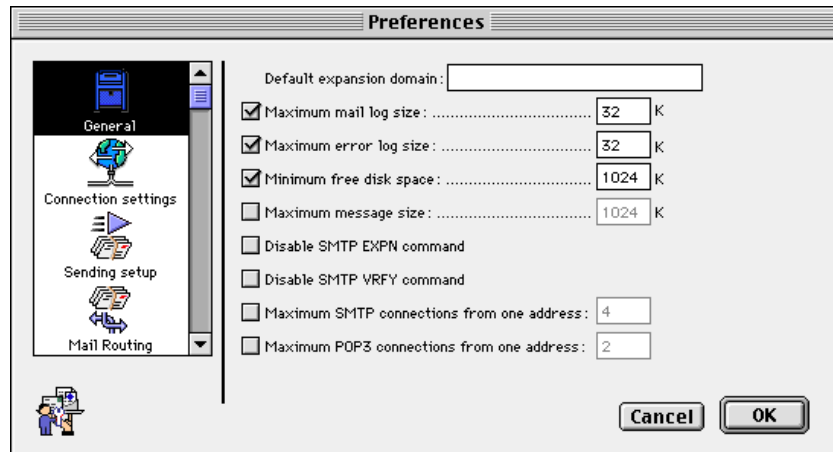 Preferences
General
Connection settings
Sending setup
Mail Routing
Default expansion domain:
Maximum mail log size: ................................ 32 K
Maximum error log size: ............................. 32 K
Minimum free disk space: ............................. 1024 K
Maximum message size: ............................. 1024 K
Disable SMTP EXPN command
Disable SMTP VRFY command
Maximum SMTP connections from one address: 4
Maximum POP3 connections from one address: 2
Cancel OK